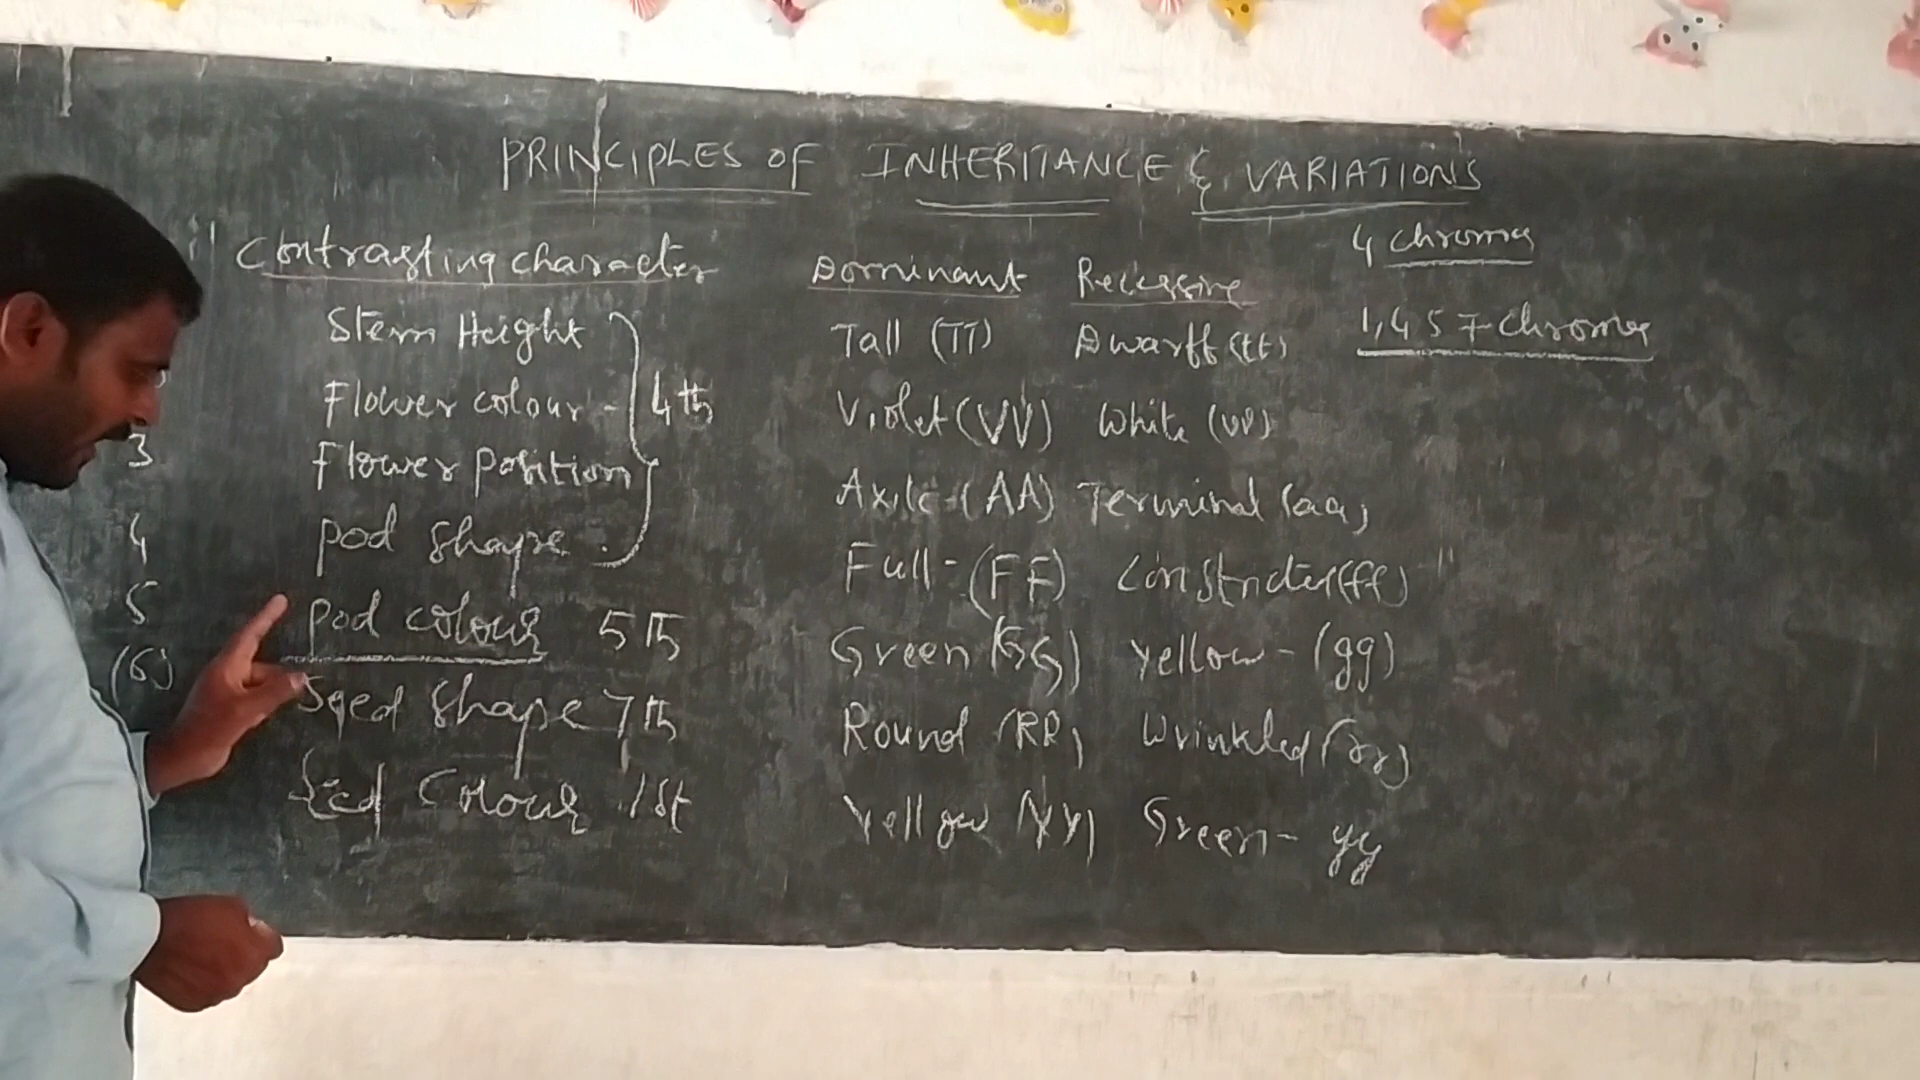 PRINCIPLES OF INHERITANCE & VARIATIONS
4 chromo
Contrasting character Dominant Recessive
1,4 5 7 chromo
Stem Height Tall (TT) Dwarff (tt)
Flower colour - 4th Violet (VV) White (vv)
3 Flower position Axile - (AA) Terminal (aa)
4 pod shape . Full - (FF) Constricted (ff) "
5 pod colour 5th Green (GG) yellow - (gg)
(6) Seed shape 7th Round (RR) Wrinkled (rr)
Seed Colour 1st Yellow (YY) Green - yy